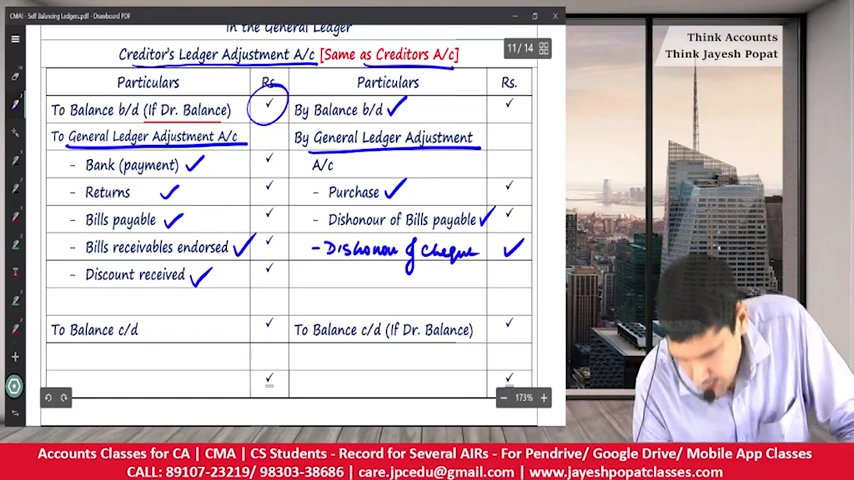 CMAI - Self Balancing Ledgers.pdf - Drawboard PDF
in the General Ledger
11 / 14
Creditor's Ledger Adjustment A/c [Same as Creditors A/c]
Particulars Rs. Particulars Rs.
To Balance b/d (If Dr. Balance) ✓ By Balance b/d ✓ ✓
To General Ledger Adjustment A/c By General Ledger Adjustment
- Bank (payment) ✓ ✓ A/c
- Returns ✓ ✓ - Purchase ✓ ✓
- Bills payable ✓ ✓ - Dishonour of Bills payable ✓ ✓
- Bills receivables endorsed ✓ ✓ - Dishonour of Cheque ✓
- Discount received ✓ ✓
To Balance c/d ✓ To Balance c/d (If Dr. Balance) ✓
✓ ✓
173%
Think Accounts
Think Jayesh Popat
Accounts Classes for CA | CMA | CS Students - Record for Several AIRs - For Pendrive/ Google Drive/ Mobile App Classes
CALL: 89107-23219/ 98303-38686 | care.jpcedu@gmail.com | www.jayeshpopatclasses.com